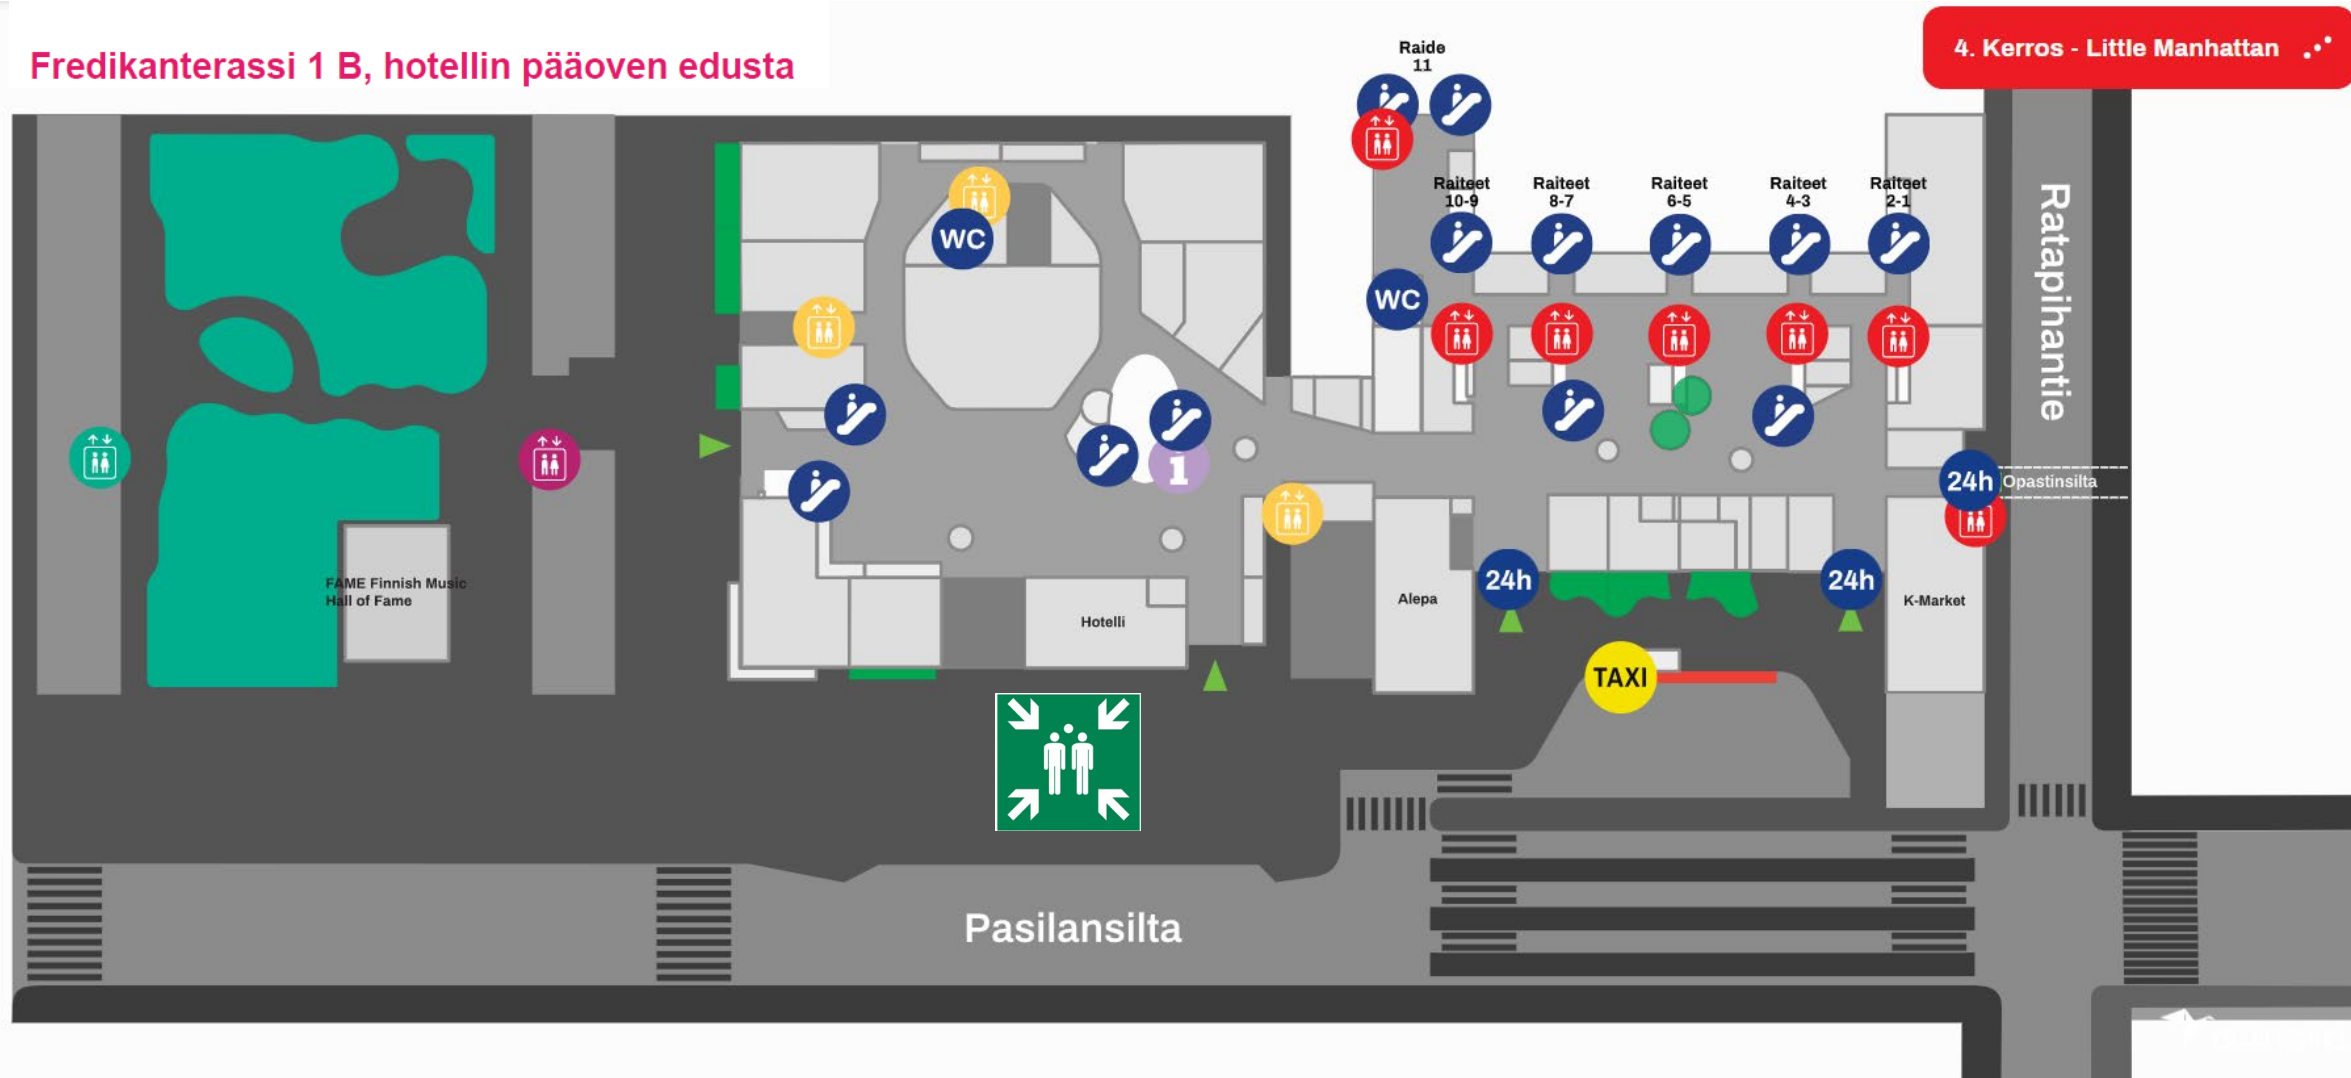 Fredikanterassi 1 B, hotellin pääoven edusta
4. Kerros - Little Manhattan
Raide
11
Raiteet
10-9
Raiteet
8-7
Raiteet
6-5
Raiteet
4-3
Raiteet
2-1
WC
WC
Ratapihantie
1
24h
Opastinsilta
FAME Finnish Music
Hall of Fame
Hotelli
Alepa
24h
24h
K-Market
TAXI
Pasilansilta